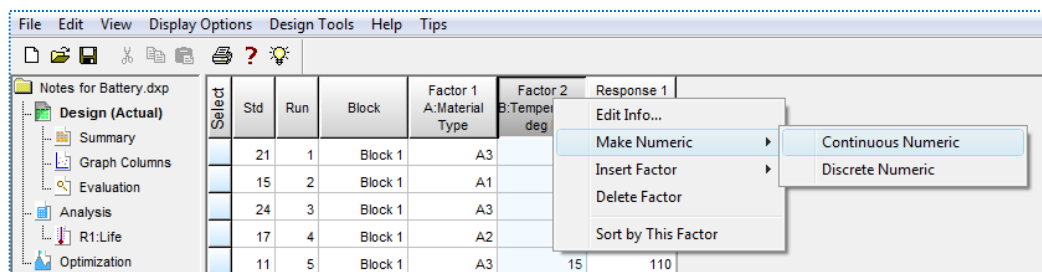 File Edit View Display Options Design Tools Help Tips
Notes for Battery.dxp
Design (Actual)
Summary
Graph Columns
Evaluation
Analysis
R1:Life
Optimization
Select Std Run Block Factor 1 A:Material Type Factor 2 B:Temper deg Response 1
21 1 Block 1 A3
15 2 Block 1 A1
24 3 Block 1 A3
17 4 Block 1 A2
11 5 Block 1 A3 15 110
Edit Info...
Make Numeric
Insert Factor
Delete Factor
Sort by This Factor
Continuous Numeric
Discrete Numeric